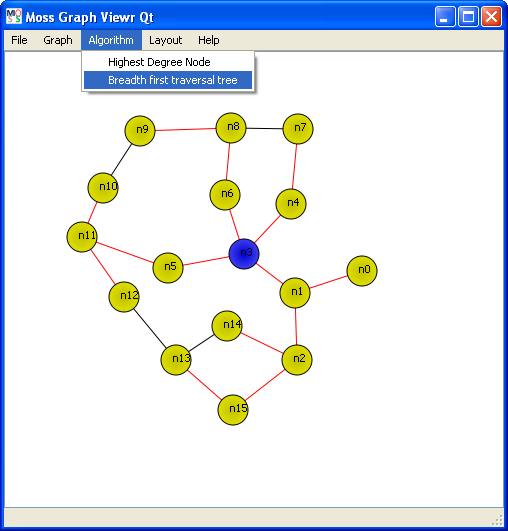 Moss Graph Viewr Qt
File Graph Algorithm Layout Help
Highest Degree Node
Breadth first traversal tree
n9
n8
n7
n10
n6
n4
n11
n3
n5
n0
n12
n1
n14
n13
n2
n15